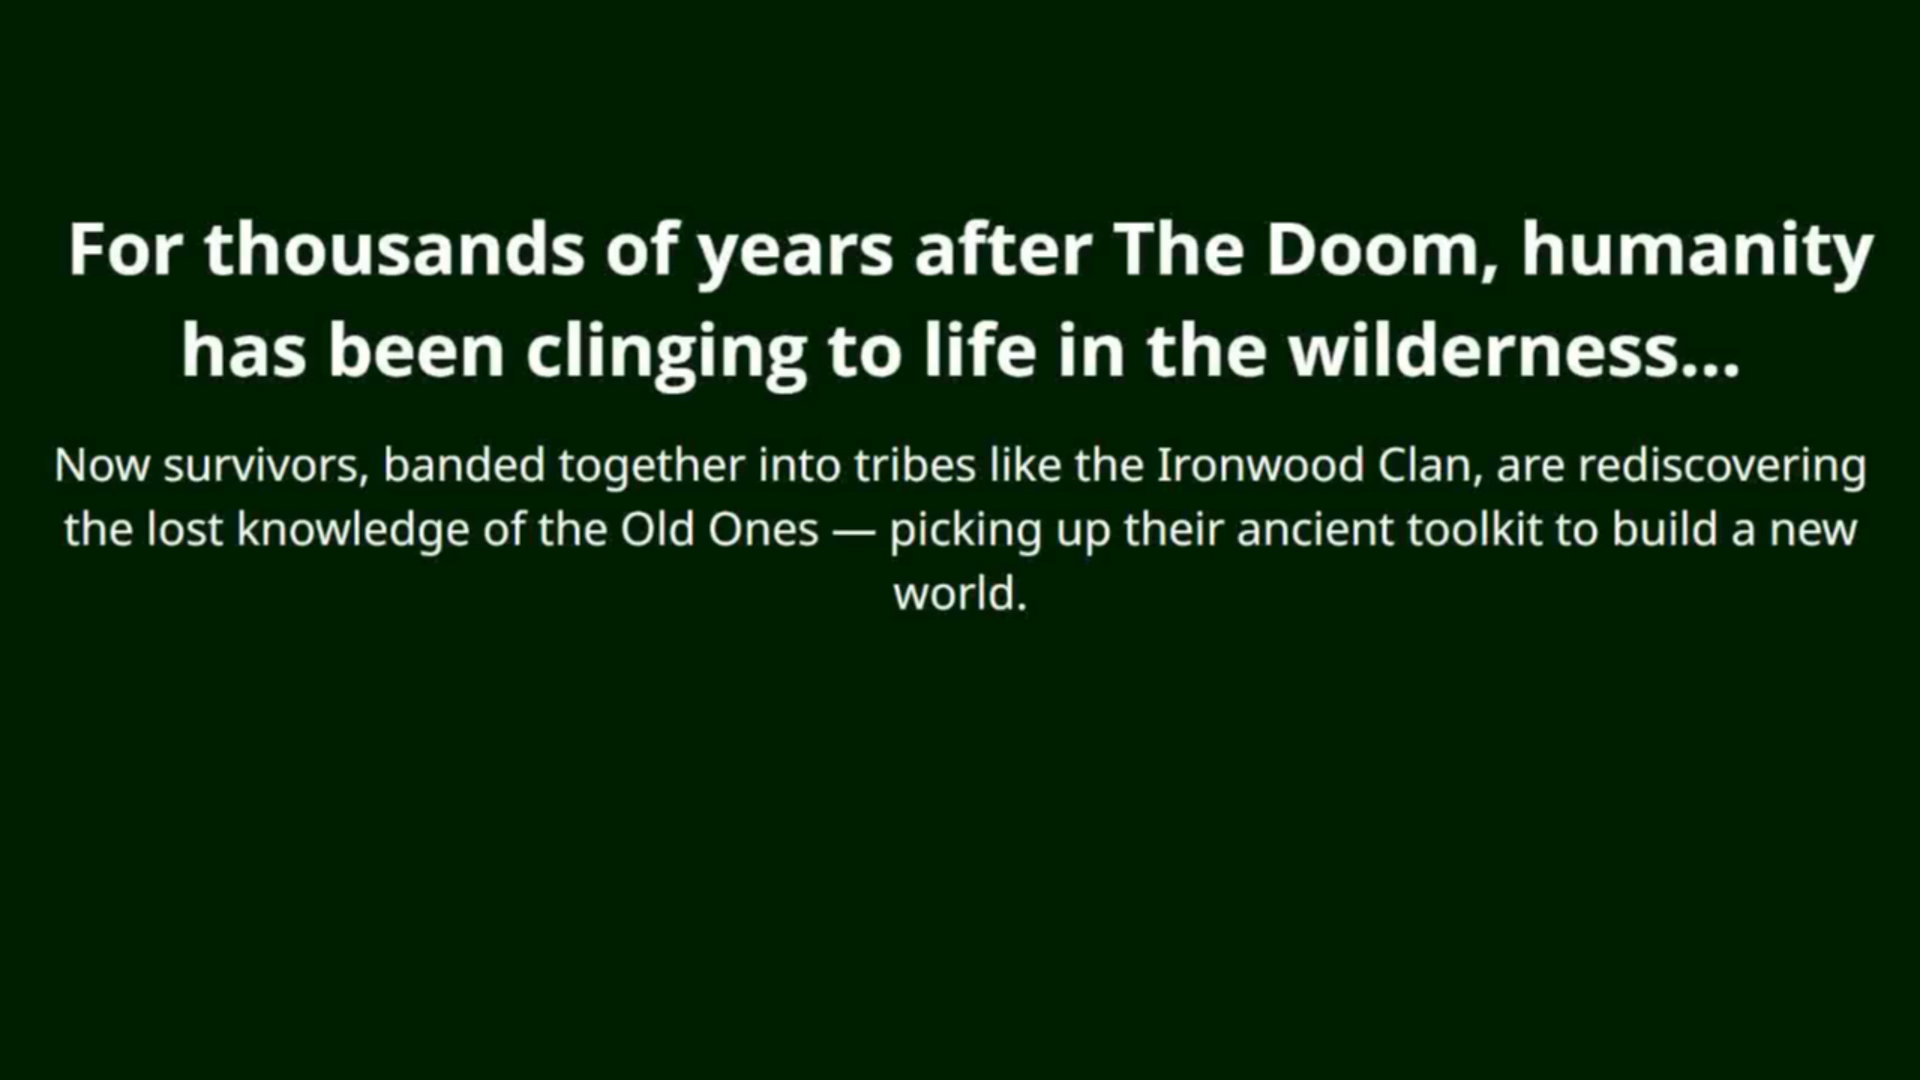 For thousands of years after The Doom, humanity
has been clinging to life in the wilderness...
Now survivors, banded together into tribes like the Ironwood Clan, are rediscovering
the lost knowledge of the Old Ones — picking up their ancient toolkit to build a new
world.